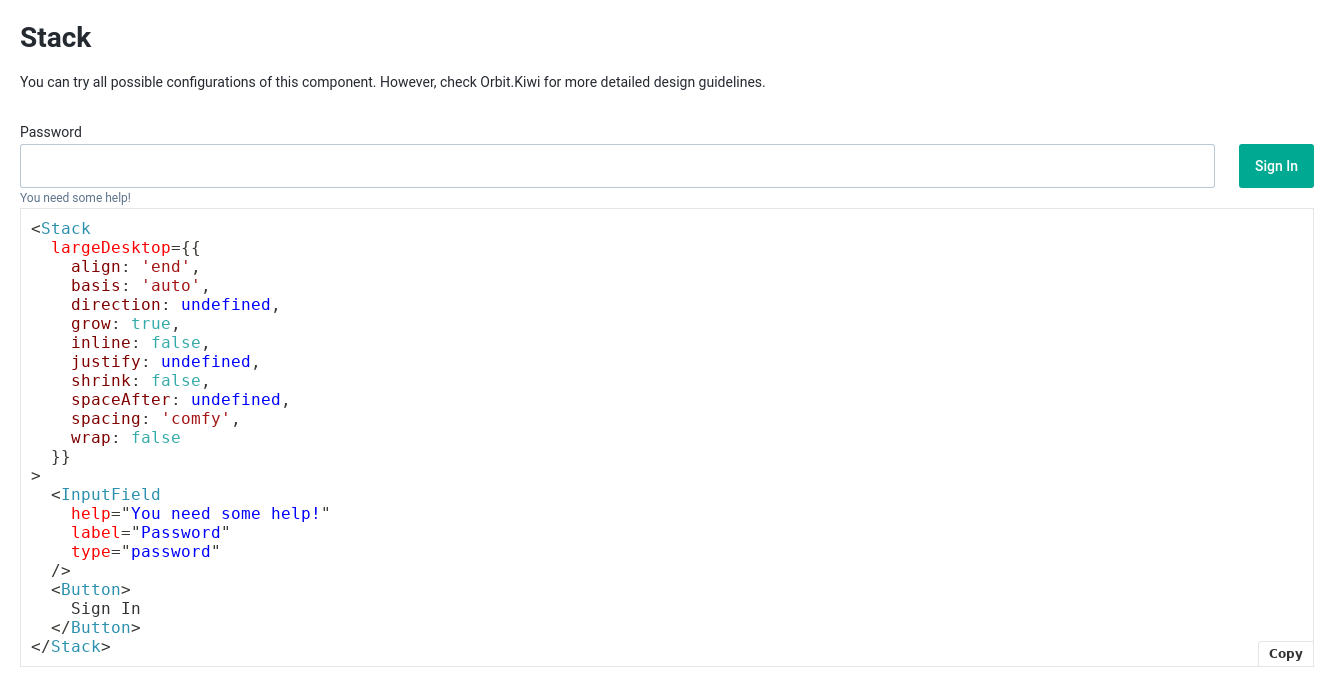 Stack
You can try all possible configurations of this component. However, check Orbit.Kiwi for more detailed design guidelines.
Password
Sign In
You need some help!
<Stack
  largeDesktop={{
    align: 'end',
    basis: 'auto',
    direction: undefined,
    grow: true,
    inline: false,
    justify: undefined,
    shrink: false,
    spaceAfter: undefined,
    spacing: 'comfy',
    wrap: false
  }}
>
  <InputField
    help="You need some help!"
    label="Password"
    type="password"
  />
  <Button>
    Sign In
  </Button>
</Stack>
Copy